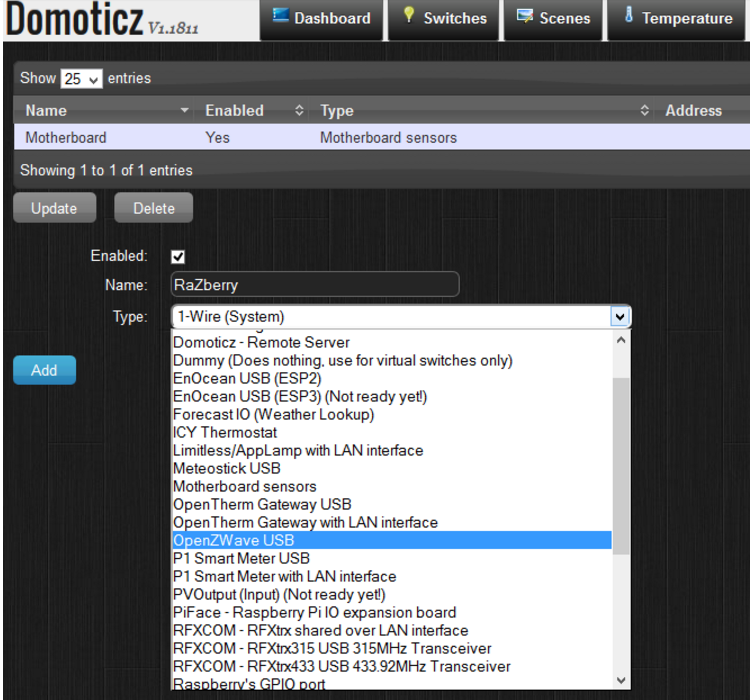 Domoticz V1.1811 Dashboard Switches Scenes Temperature
Show 25 entries
Name Enabled Type Address
Motherboard Yes Motherboard sensors
Showing 1 to 1 of 1 entries
Update Delete
Enabled:
Name: RaZberry
Type: 1-Wire (System)
Domoticz - Remote Server
Dummy (Does nothing, use for virtual switches only)
Add
EnOcean USB (ESP2)
EnOcean USB (ESP3) (Not ready yet!)
Forecast IO (Weather Lookup)
ICY Thermostat
Limitless/AppLamp with LAN interface
Meteostick USB
Motherboard sensors
OpenTherm Gateway USB
OpenTherm Gateway with LAN interface
OpenZWave USB
P1 Smart Meter USB
P1 Smart Meter with LAN interface
PVOutput (Input) (Not ready yet!)
PiFace - Raspberry Pi IO expansion board
RFXCOM - RFXtrx shared over LAN interface
RFXCOM - RFXtrx315 USB 315MHz Transceiver
RFXCOM - RFXtrx433 USB 433.92MHz Transceiver
Raspberry's GPIO port